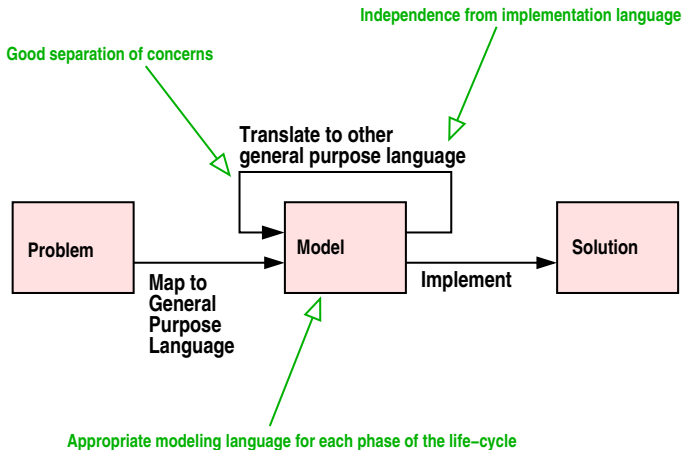 Independence from implementation language
Good separation of concerns
Translate to other
general purpose language
Problem
Model
Solution
Map to
General
Purpose
Language
Implement
Appropriate modeling language for each phase of the life−cycle